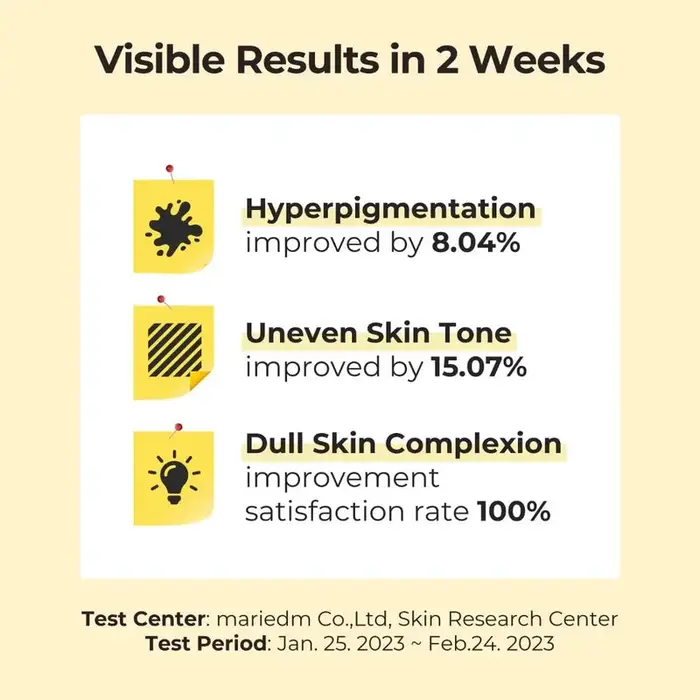 Visible Results in 2 Weeks
Hyperpigmentation
improved by 8.04%
Uneven Skin Tone
improved by 15.07%
Dull Skin Complexion
improvement
satisfaction rate 100%
Test Center: mariedm Co.,Ltd, Skin Research Center
Test Period: Jan. 25. 2023 ~ Feb.24. 2023